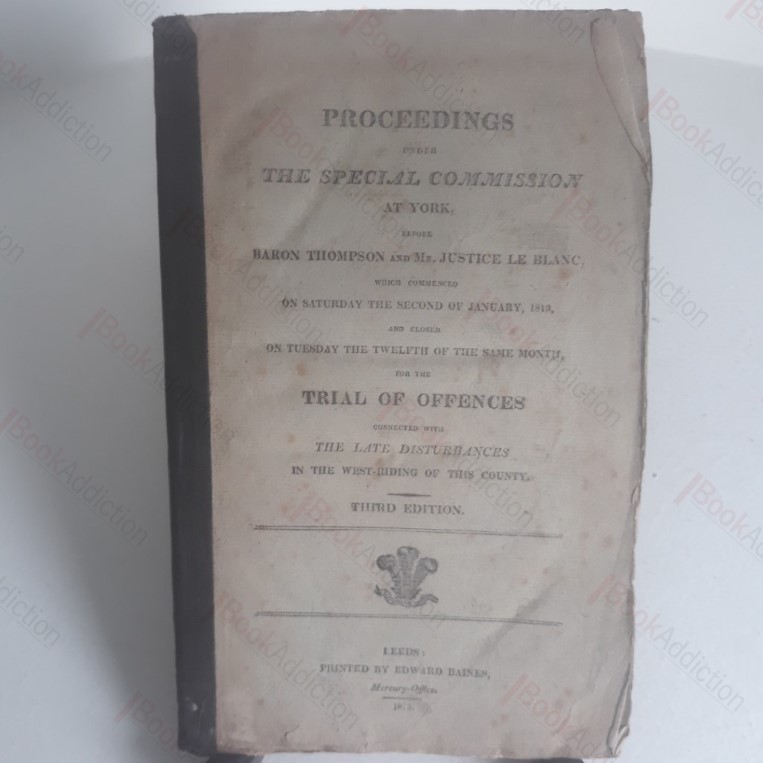 PROCEEDINGS
UNDER
THE SPECIAL COMMISSION
AT YORK,
BEFORE
BARON THOMPSON AND MR. JUSTICE LE BLANC,
WHICH COMMENCED
ON SATURDAY THE SECOND OF JANUARY, 1813,
AND CLOSED
ON TUESDAY THE TWELFTH OF THE SAME MONTH,
FOR THE
TRIAL OF OFFENCES
CONNECTED WITH
THE LATE DISTURBANCES
IN THE WEST-RIDING OF THIS COUNTY.
THIRD EDITION.
LEEDS:
PRINTED BY EDWARD BAINES,
Mercury-Office.
BookAddiction